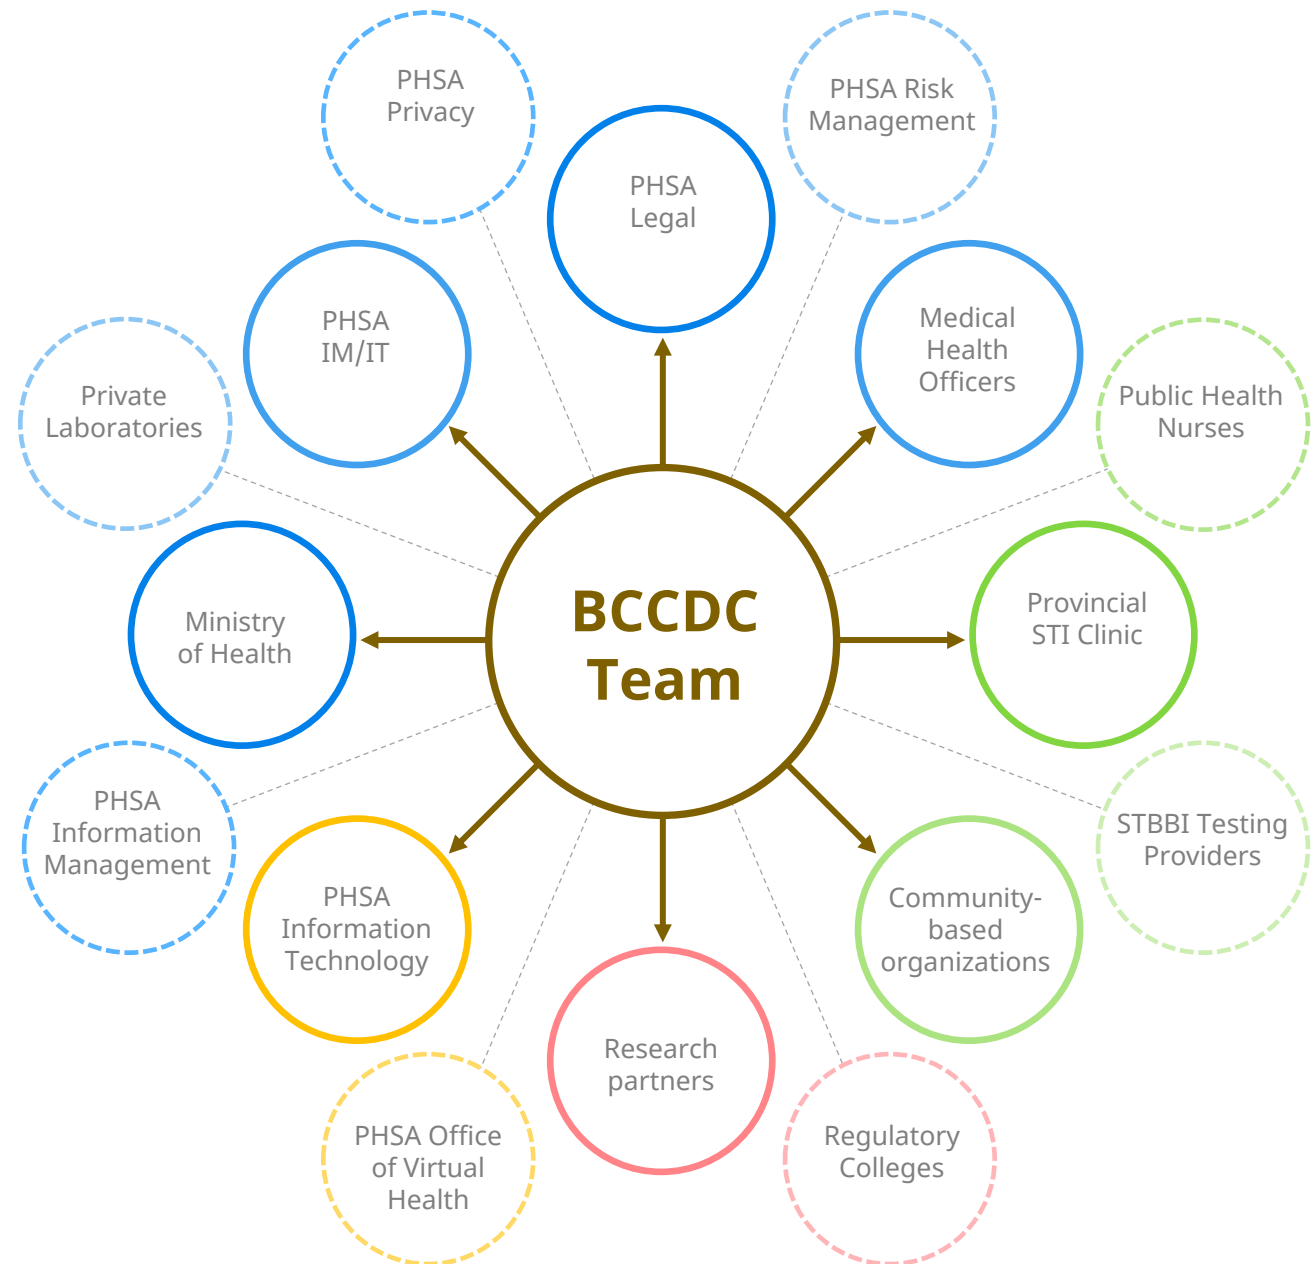 PHSA
Privacy
PHSA Risk
Management
PHSA
Legal
PHSA
IM/IT
Medical
Health
Officers
Private
Laboratories
Public Health
Nurses
Ministry
of Health
BCCDC
Team
Provincial
STI Clinic
PHSA
Information
Management
STBBI Testing
Providers
PHSA
Information
Technology
Community-
based
organizations
Research
partners
PHSA Office
of Virtual
Health
Regulatory
Colleges